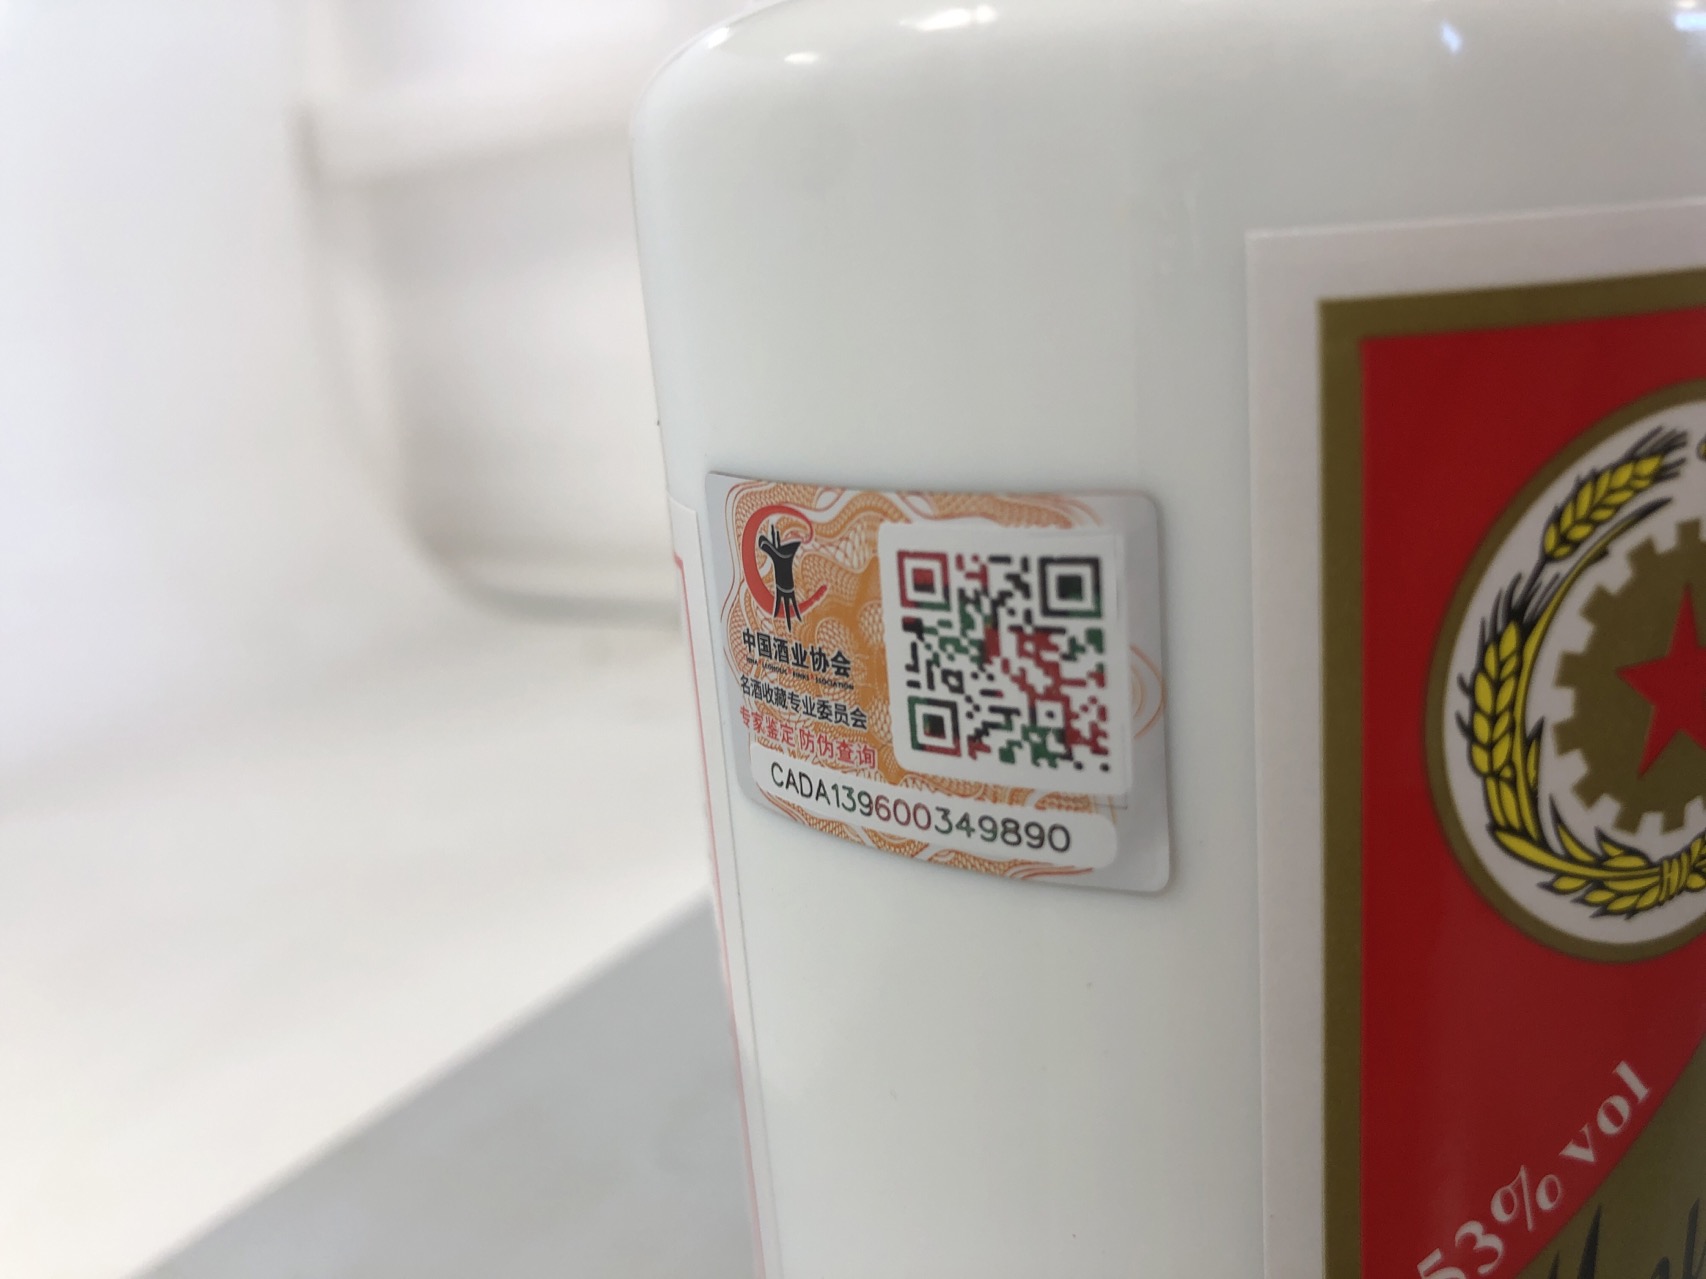 中国酒业协会
名酒收藏专业委员会
专家鉴定 防伪查询
CADA139600349890
53% vol